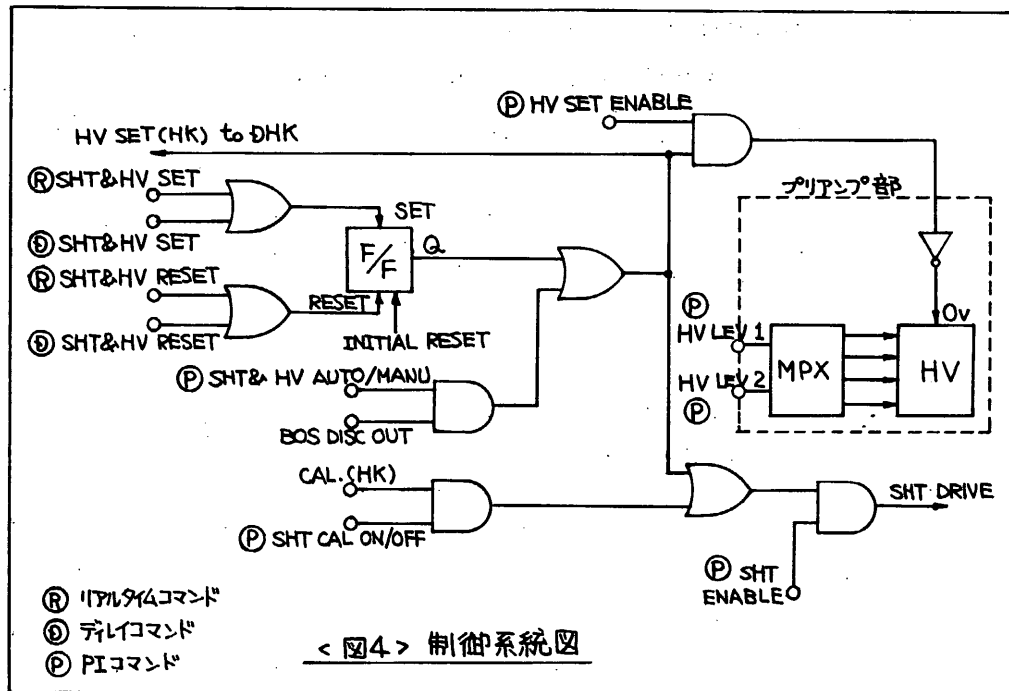 Ⓟ HV SET ENABLE
HV SET(HK) to DHK
Ⓡ SHT&HV SET
プリアンプ部
SET
Ⓓ SHT&HV SET
F/F
Q
Ⓡ SHT&HV RESET
RESET
Ⓓ SHT&HV RESET
INITIAL RESET
Ⓟ HV LEV 1
0v
MPX
HV
HV LEV 2
Ⓟ
Ⓟ SHT&HV AUTO/MANU
BOS DISC OUT
CAL.(HK)
SHT DRIVE
Ⓟ SHT CAL ON/OFF
Ⓟ SHT
ENABLE
Ⓡ リアルタイムコマンド
Ⓓ ディレイコマンド
Ⓟ PIコマンド
<図4> 制御系統図